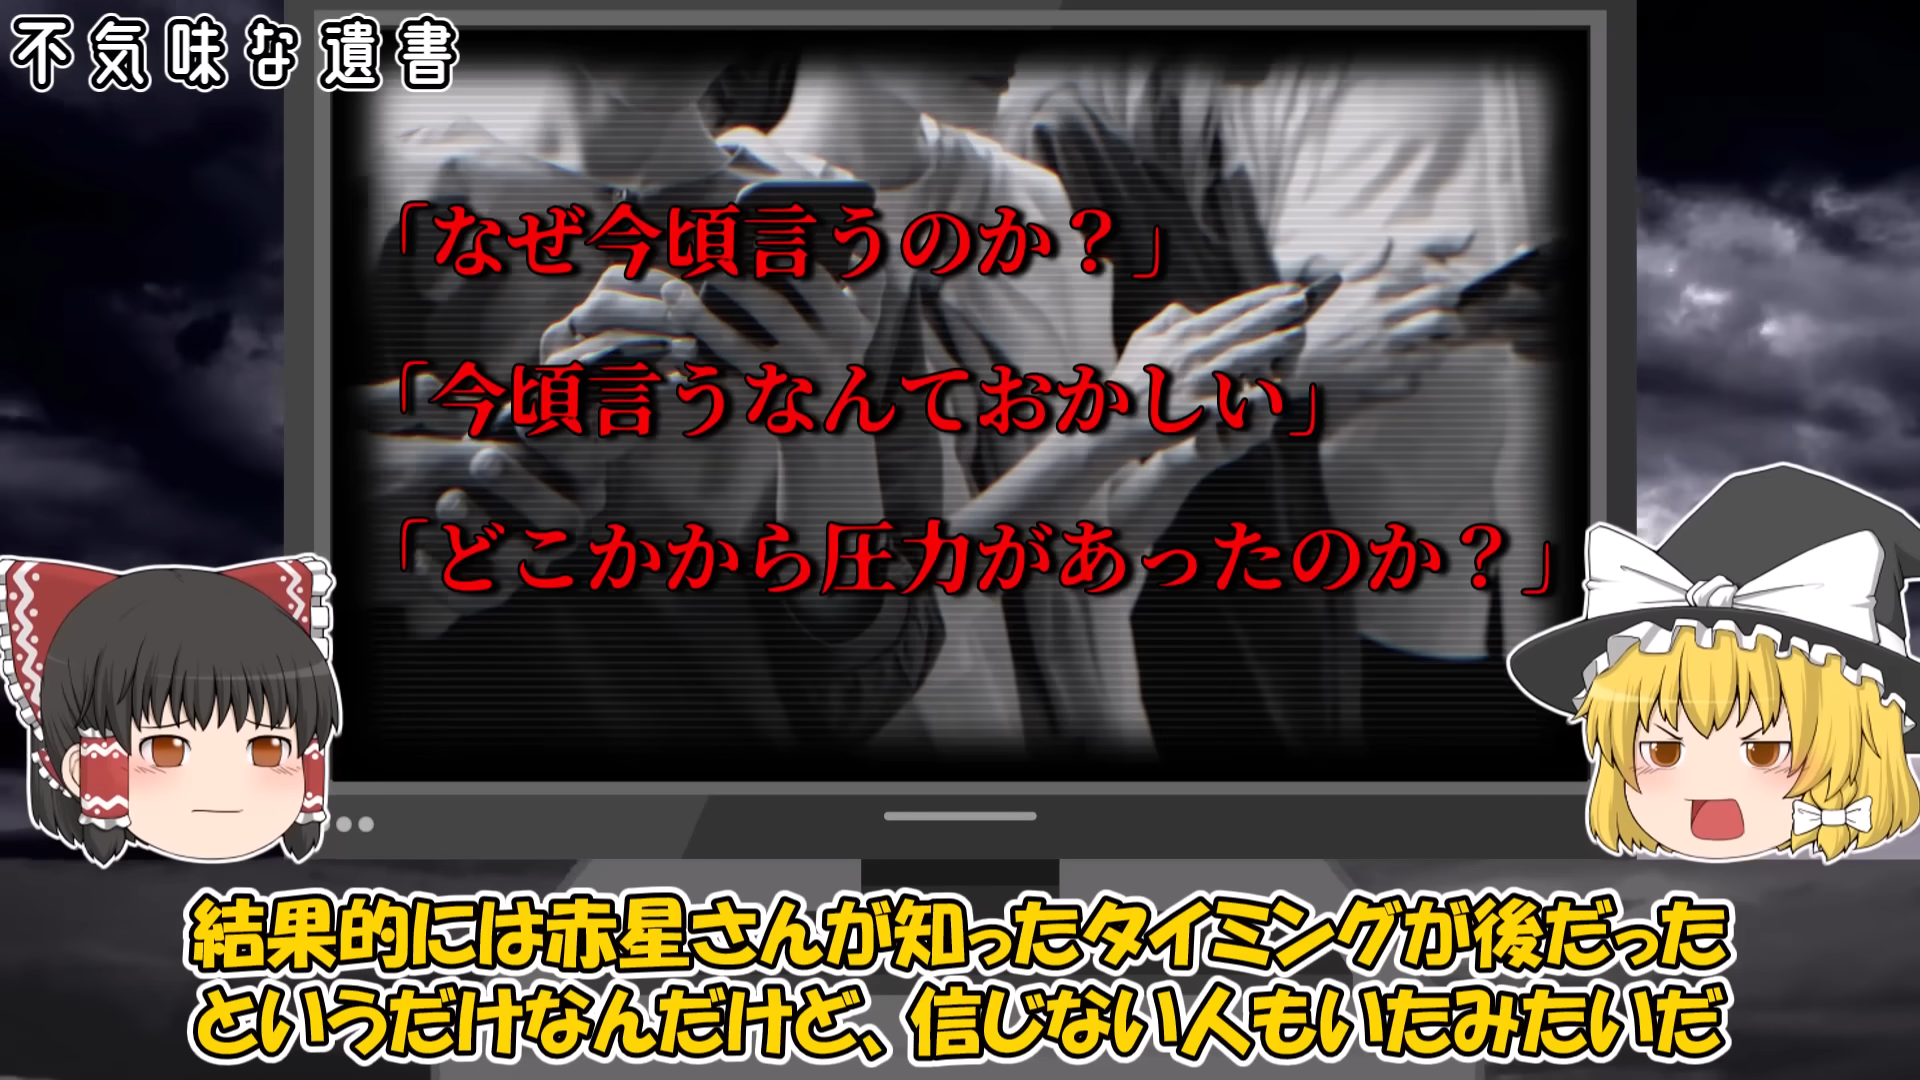 不気味な遺書
「なぜ今頃言うのか？」
「今頃言うなんておかしい」
「どこかから圧力があったのか？」
結果的には赤星さんが知ったタイミングが後だった
というだけなんだけど、信じない人もいたみたいだ